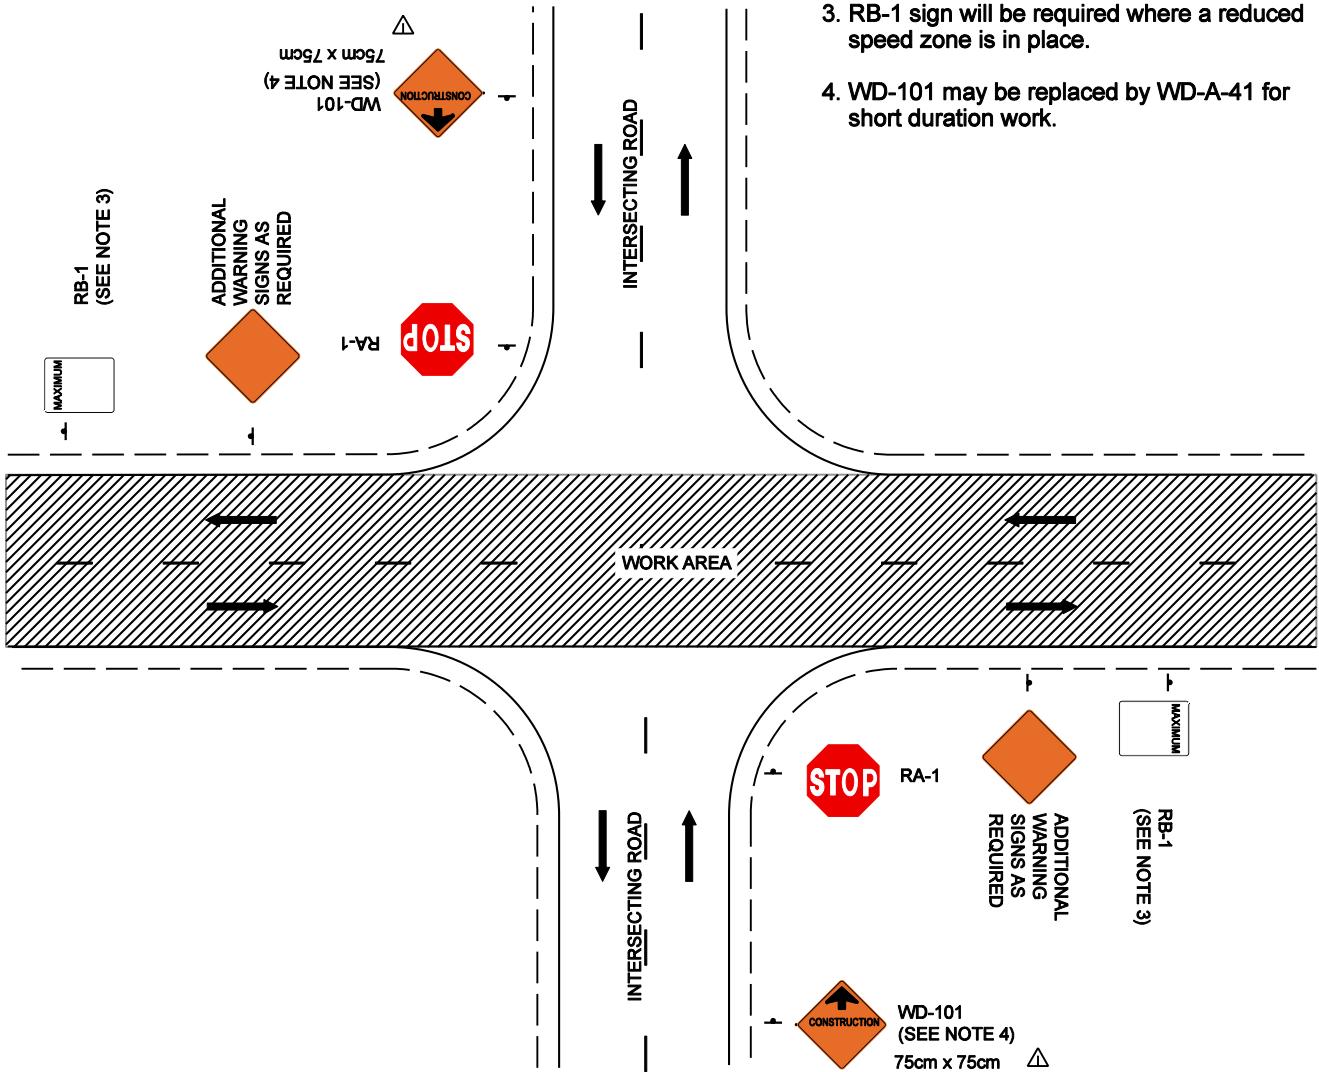 3. RB-1 sign will be required where a reduced
speed zone is in place.
4. WD-101 may be replaced by WD-A-41 for
short duration work.
WD-101
(SEE NOTE 4)
75cm x 75cm
CONSTRUCTION
INTERSECTING ROAD
RB-1
(SEE NOTE 3)
ADDITIONAL
WARNING
SIGNS AS
REQUIRED
RA-1
STOP
MAXIMUM
WORK AREA
STOP
RA-1
MAXIMUM
INTERSECTING ROAD
ADDITIONAL
WARNING
SIGNS AS
REQUIRED
RB-1
(SEE NOTE 3)
CONSTRUCTION
WD-101
(SEE NOTE 4)
75cm x 75cm